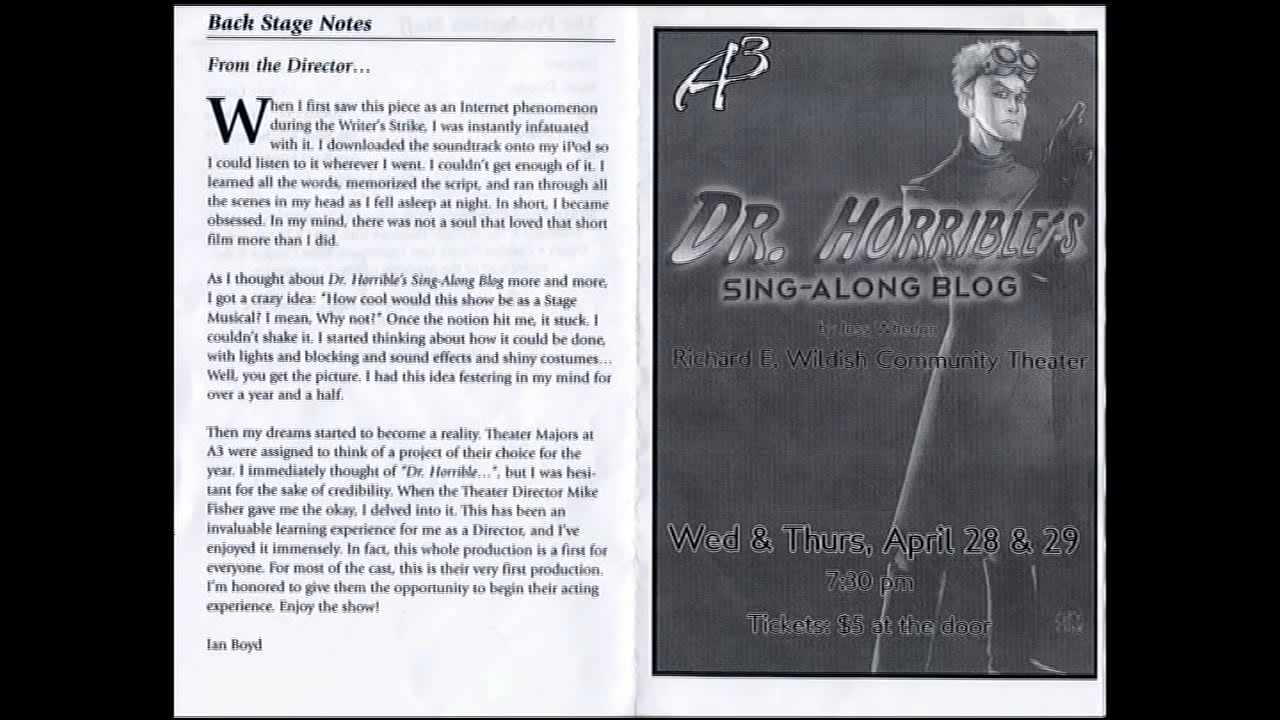 Back Stage Notes
From the Director…
When I first saw this piece as an Internet phenomenon
during the Writer's Strike, I was instantly infatuated
with it. I downloaded the soundtrack onto my iPod so
I could listen to it wherever I went. I couldn't get enough of it. I
learned all the words, memorized the script, and ran through all
the scenes in my head as I fell asleep at night. In short, I became
obsessed. In my mind, there was not a soul that loved that short
film more than I did.
As I thought about Dr. Horrible's Sing-Along Blog more and more,
I got a crazy idea: "How cool would this show be as a Stage
Musical? I mean, Why not?" Once the notion hit me, it stuck. I
couldn't shake it. I started thinking about how it could be done,
with lights and blocking and sound effects and shiny costumes…
Well, you get the picture. I had this idea festering in my mind for
over a year and a half.
Then my dreams started to become a reality. Theater Majors at
A3 were assigned to think of a project of their choice for the
year. I immediately thought of "Dr. Horrible…", but I was hesi-
tant for the sake of credibility. When the Theater Director Mike
Fisher gave me the okay, I delved into it. This has been an
invaluable learning experience for me as a Director, and I've
enjoyed it immensely. In fact, this whole production is a first for
everyone. For most of the cast, this is their very first production.
I'm honored to give them the opportunity to begin their acting
experience. Enjoy the show!
Ian Boyd
A3
DR. HORRIBLE'S
SING-ALONG BLOG
by Joss Whedon
Richard E. Wildish Community Theater
Wed & Thurs, April 28 & 29
7:30 pm
Tickets: $5 at the door